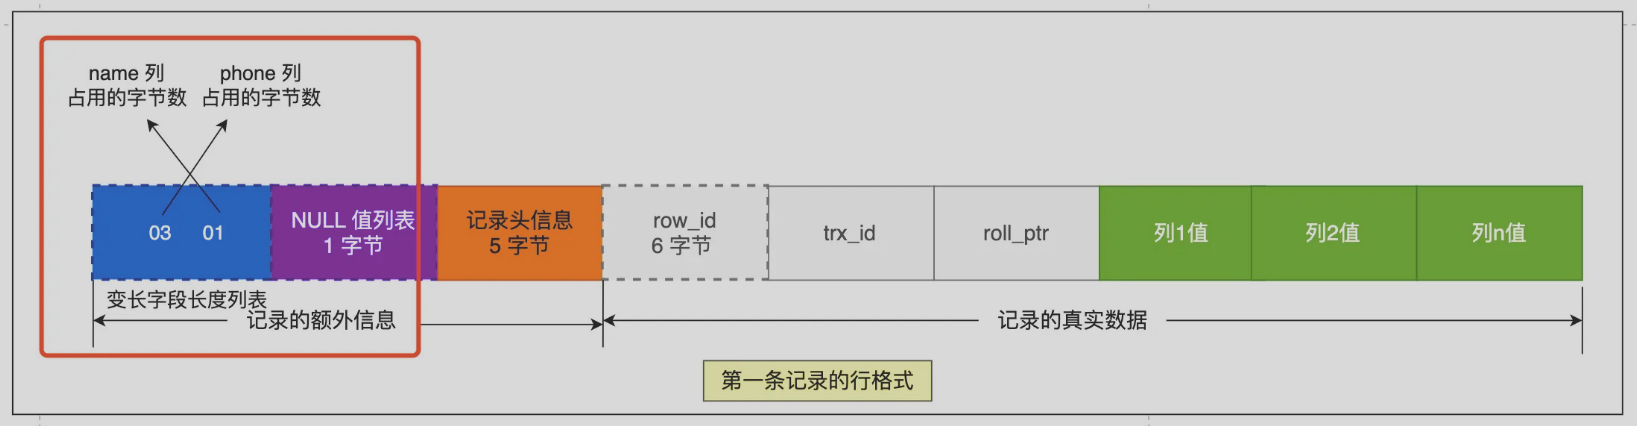 name 列
占用的字节数
phone 列
占用的字节数
03 01
NULL 值列表
1 字节
记录头信息
5 字节
row_id
6 字节
trx_id
roll_ptr
列1值
列2值
列n值
变长字段长度列表
记录的额外信息
记录的真实数据
第一条记录的行格式